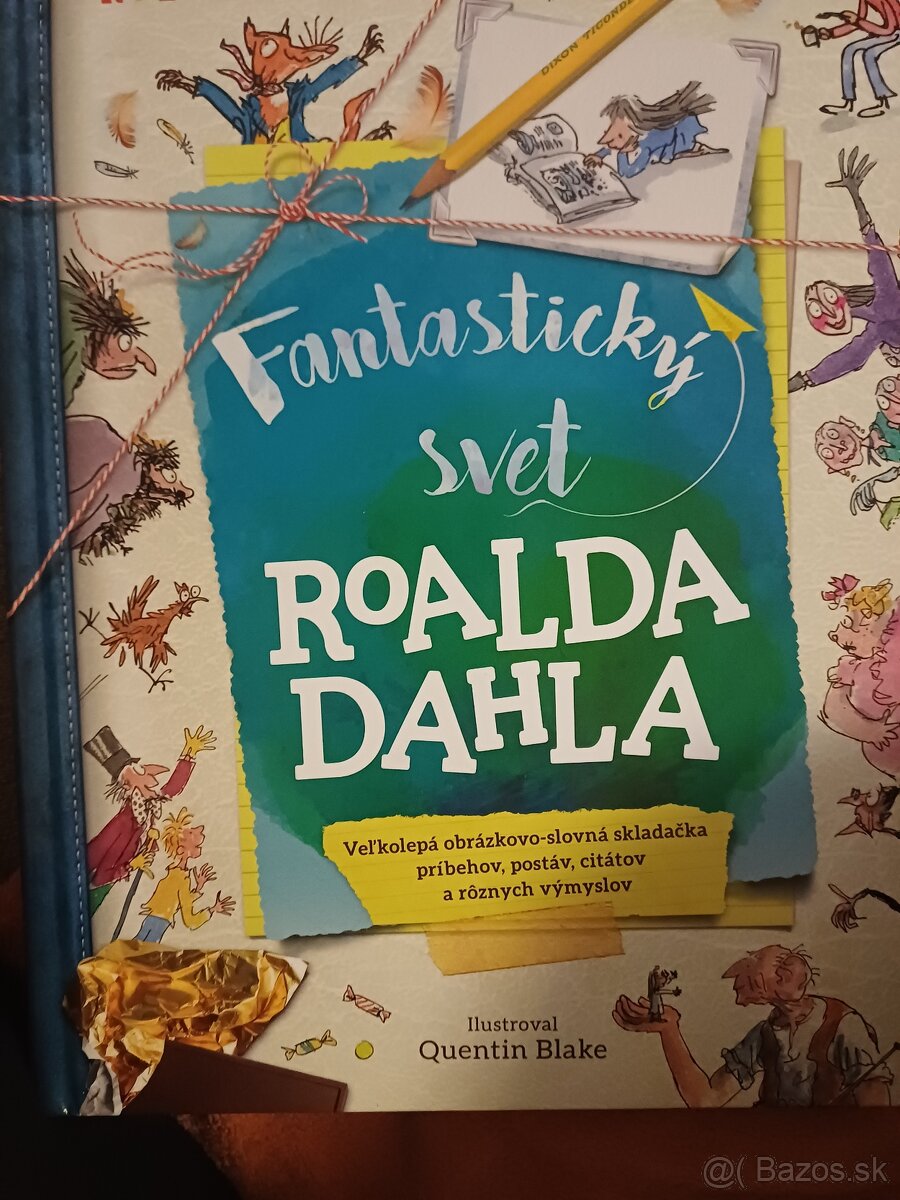 DIXON TICONDE
Fantastický
svet
ROALDA
DAHLA
Veľkolepá obrázkovo-slovná skladačka
príbehov, postáv, citátov
a rôznych výmyslov
Ilustroval
Quentin Blake
@( Bazos.sk